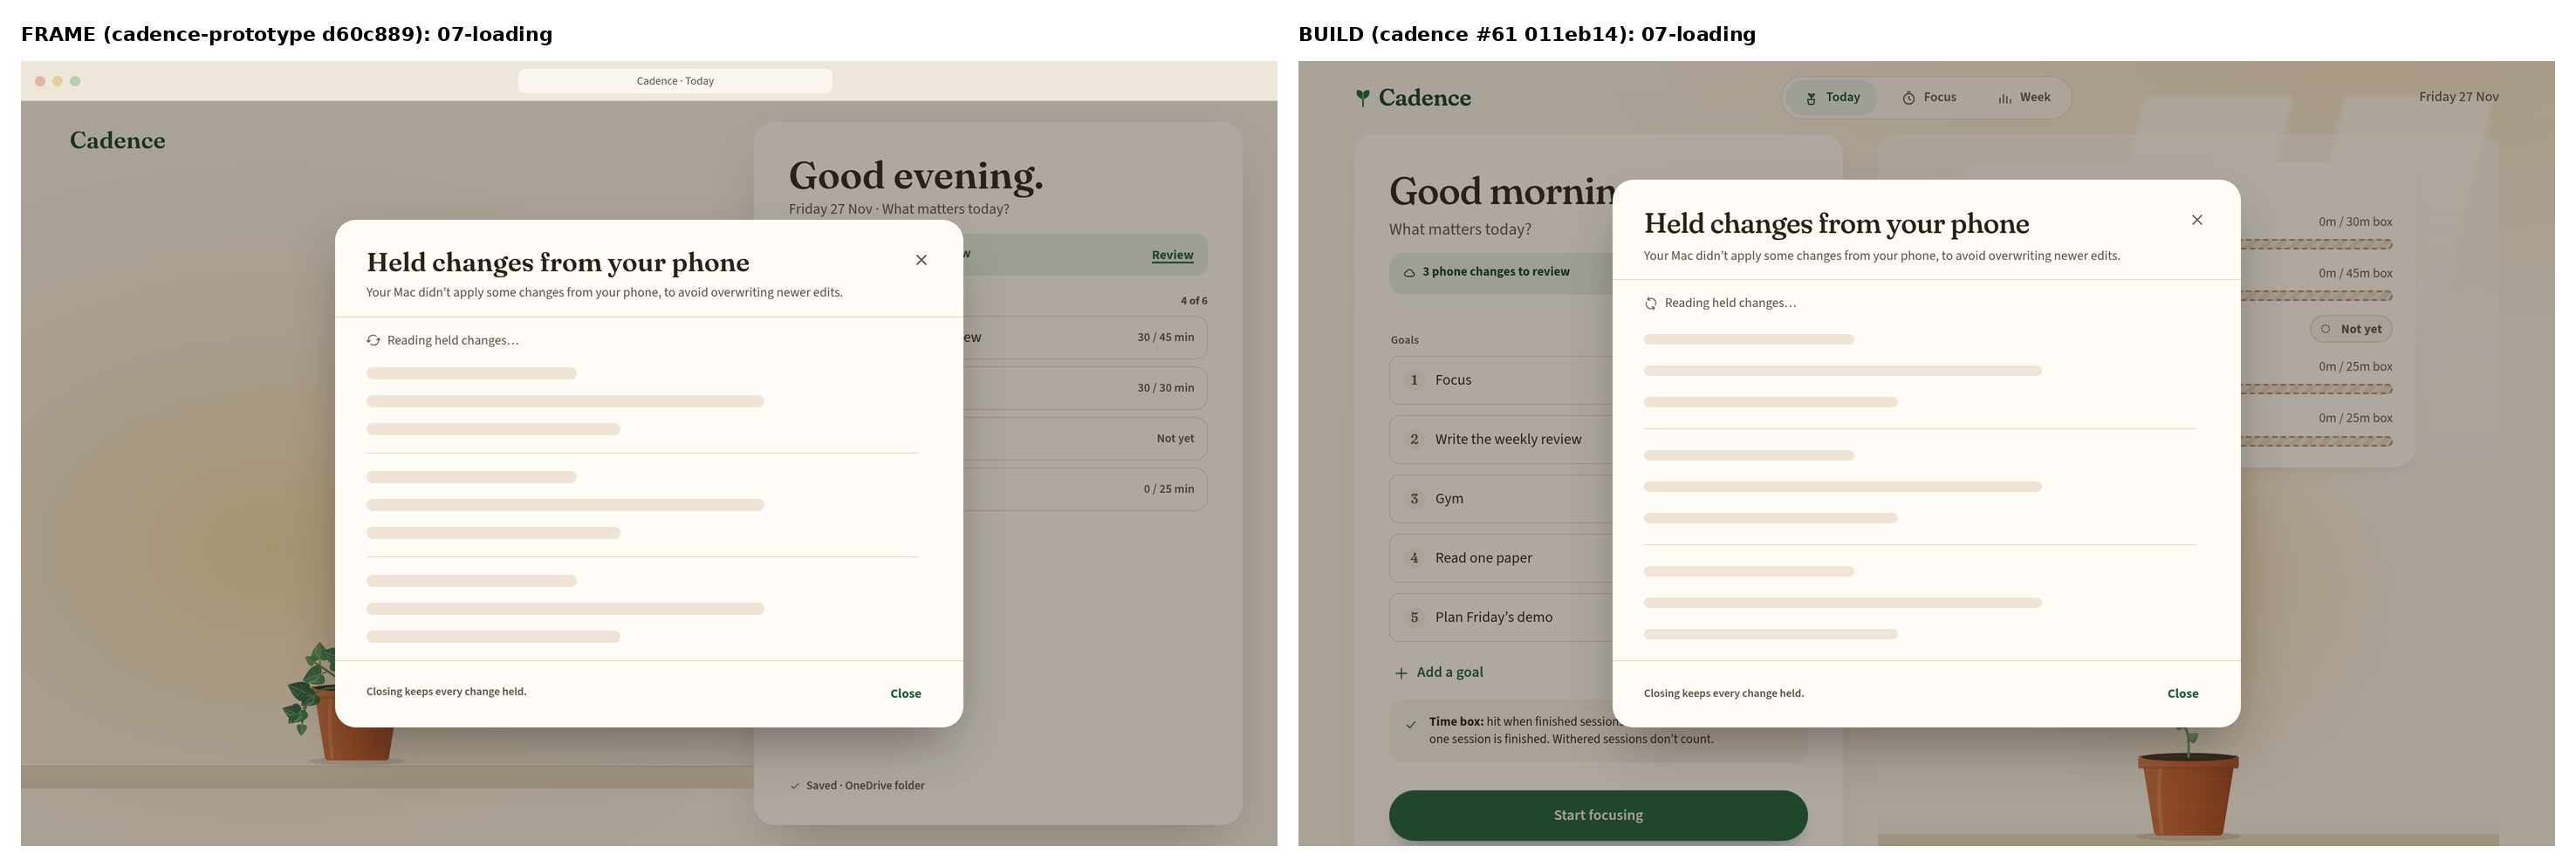 FRAME (cadence-prototype d60c889): 07-loading
Cadence · Today
Cadence
Good evening.
Friday 27 Nov · What matters today?
Review
4 of 6
30 / 45 min
30 / 30 min
Not yet
0 / 25 min
Held changes from your phone
Your Mac didn't apply some changes from your phone, to avoid overwriting newer edits.
Reading held changes…
Closing keeps every change held.
Close
Saved · OneDrive folder
BUILD (cadence #61 011eb14): 07-loading
Cadence
Today
Focus
Week
Friday 27 Nov
Good mornin
What matters today?
3 phone changes to review
Goals
1 Focus
2 Write the weekly review
3 Gym
4 Read one paper
5 Plan Friday's demo
Add a goal
Time box: hit when finished sessions
one session is finished. Withered sessions don't count.
Start focusing
0m / 30m box
0m / 45m box
Not yet
0m / 25m box
0m / 25m box
Held changes from your phone
Your Mac didn't apply some changes from your phone, to avoid overwriting newer edits.
Reading held changes…
Closing keeps every change held.
Close